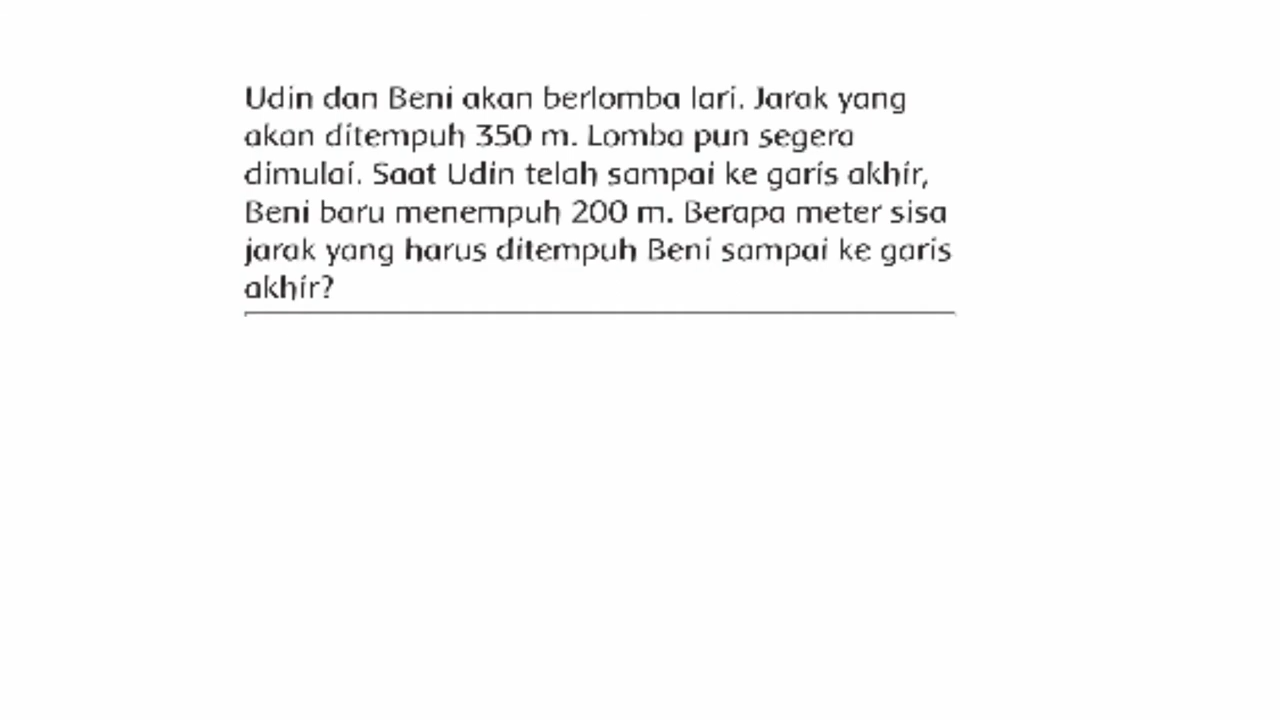 Udin dan Beni akan berlomba lari. Jarak yang
akan ditempuh 350 m. Lomba pun segera
dimulai. Saat Udin telah sampai ke garis akhir,
Beni baru menempuh 200 m. Berapa meter sisa
jarak yang harus ditempuh Beni sampai ke garis
akhir?